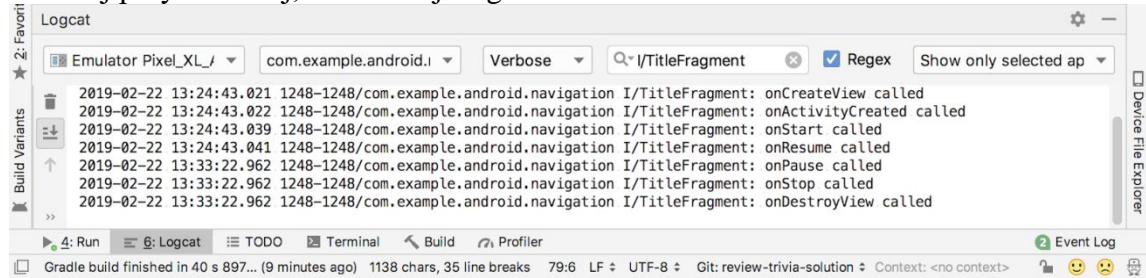 Logcat
Emulator Pixel_XL_ com.example.android. Verbose I/TitleFragment Regex Show only selected ap
2019-02-22 13:24:43.021 1248-1248/com.example.android.navigation I/TitleFragment: onCreateView called
2019-02-22 13:24:43.022 1248-1248/com.example.android.navigation I/TitleFragment: onActivityCreated called
2019-02-22 13:24:43.039 1248-1248/com.example.android.navigation I/TitleFragment: onStart called
2019-02-22 13:24:43.041 1248-1248/com.example.android.navigation I/TitleFragment: onResume called
2019-02-22 13:33:22.962 1248-1248/com.example.android.navigation I/TitleFragment: onPause called
2019-02-22 13:33:22.962 1248-1248/com.example.android.navigation I/TitleFragment: onStop called
2019-02-22 13:33:22.962 1248-1248/com.example.android.navigation I/TitleFragment: onDestroyView called
2: Favorit
Build Variants
Device File Explorer
4: Run 6: Logcat TODO Terminal Build Profiler 2 Event Log
Gradle build finished in 40 s 897... (9 minutes ago) 1138 chars, 35 line breaks 79:6 LF UTF-8 Git: review-trivia-solution Context: <no context>